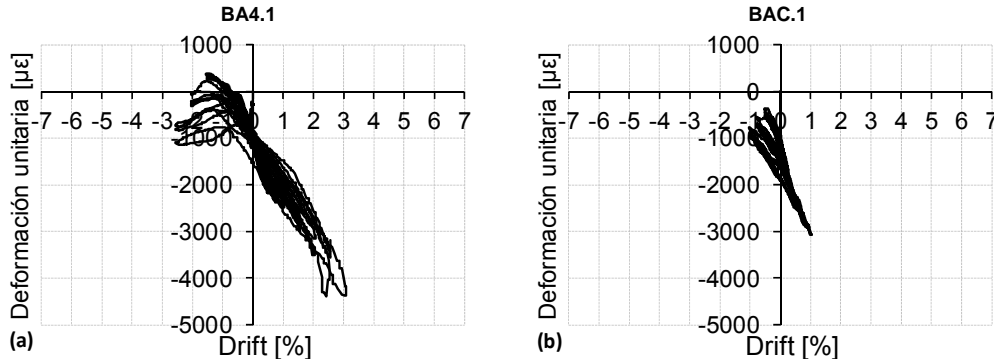 BA4.1
Deformación unitaria [µε]
1000
0
-7 -6 -5 -4 -3 -2 -1 0 1 2 3 4 5 6 7
-1000
-2000
-3000
-4000
-5000
(a)
Drift [%]
BAC.1
Deformación unitaria [µε]
1000
0
-7 -6 -5 -4 -3 -2 -1 0 1 2 3 4 5 6 7
-1000
-2000
-3000
-4000
-5000
(b)
Drift [%]